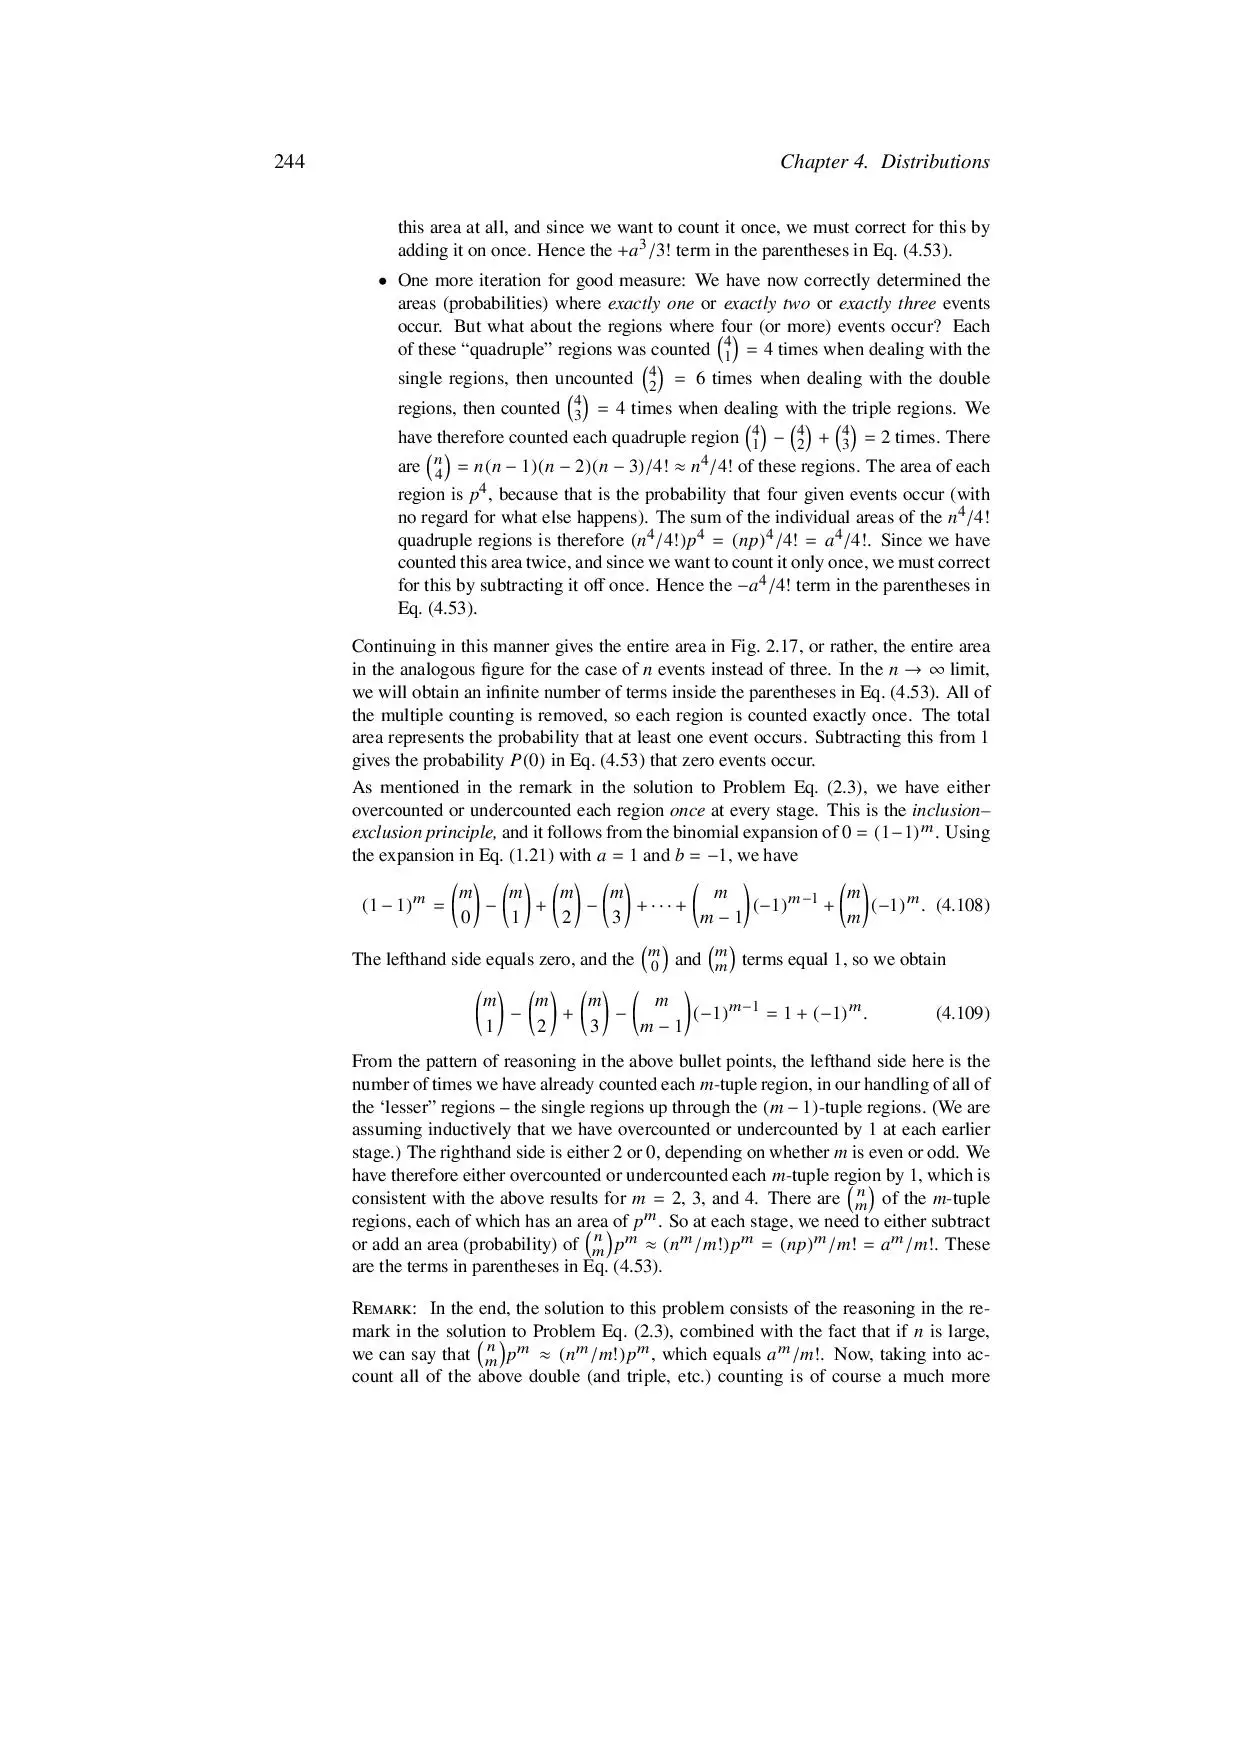 244 Chapter 4. Distributions
this area at all, and since we want to count it once, we must correct for this by
adding it on once. Hence the +a³/3! term in the parentheses in Eq. (4.53).
• One more iteration for good measure: We have now correctly determined the
areas (probabilities) where exactly one or exactly two or exactly three events
occur. But what about the regions where four (or more) events occur? Each
of these “quadruple” regions was counted \binom{4}{1} = 4 times when dealing with the
single regions, then uncounted \binom{4}{2} = 6 times when dealing with the double
regions, then counted \binom{4}{3} = 4 times when dealing with the triple regions. We
have therefore counted each quadruple region \binom{4}{1} − \binom{4}{2} + \binom{4}{3} = 2 times. There
are \binom{n}{4} = n(n − 1)(n − 2)(n − 3)/4! ≈ n⁴/4! of these regions. The area of each
region is p⁴, because that is the probability that four given events occur (with
no regard for what else happens). The sum of the individual areas of the n⁴/4!
quadruple regions is therefore (n⁴/4!)p⁴ = (np)⁴/4! = a⁴/4!. Since we have
counted this area twice, and since we want to count it only once, we must correct
for this by subtracting it off once. Hence the −a⁴/4! term in the parentheses in
Eq. (4.53).
Continuing in this manner gives the entire area in Fig. 2.17, or rather, the entire area
in the analogous figure for the case of n events instead of three. In the n → ∞ limit,
we will obtain an infinite number of terms inside the parentheses in Eq. (4.53). All of
the multiple counting is removed, so each region is counted exactly once. The total
area represents the probability that at least one event occurs. Subtracting this from 1
gives the probability P(0) in Eq. (4.53) that zero events occur.
As mentioned in the remark in the solution to Problem Eq. (2.3), we have either
overcounted or undercounted each region once at every stage. This is the inclusion–
exclusion principle, and it follows from the binomial expansion of 0 = (1−1)^m. Using
the expansion in Eq. (1.21) with a = 1 and b = −1, we have
(1 − 1)^m = \binom{m}{0} − \binom{m}{1} + \binom{m}{2} − \binom{m}{3} + ··· + \binom{m}{m − 1}(−1)^{m−1} + \binom{m}{m}(−1)^m. (4.108)
The lefthand side equals zero, and the \binom{m}{0} and \binom{m}{m} terms equal 1, so we obtain
\binom{m}{1} − \binom{m}{2} + \binom{m}{3} − \binom{m}{m − 1}(−1)^{m−1} = 1 + (−1)^m. (4.109)
From the pattern of reasoning in the above bullet points, the lefthand side here is the
number of times we have already counted each m-tuple region, in our handling of all of
the ‘lesser” regions – the single regions up through the (m − 1)-tuple regions. (We are
assuming inductively that we have overcounted or undercounted by 1 at each earlier
stage.) The righthand side is either 2 or 0, depending on whether m is even or odd. We
have therefore either overcounted or undercounted each m-tuple region by 1, which is
consistent with the above results for m = 2, 3, and 4. There are \binom{n}{m} of the m-tuple
regions, each of which has an area of p^m. So at each stage, we need to either subtract
or add an area (probability) of \binom{n}{m}p^m ≈ (n^m/m!)p^m = (np)^m/m! = a^m/m!. These
are the terms in parentheses in Eq. (4.53).
Remark: In the end, the solution to this problem consists of the reasoning in the re-
mark in the solution to Problem Eq. (2.3), combined with the fact that if n is large,
we can say that \binom{n}{m}p^m ≈ (n^m/m!)p^m, which equals a^m/m!. Now, taking into ac-
count all of the above double (and triple, etc.) counting is of course a much more